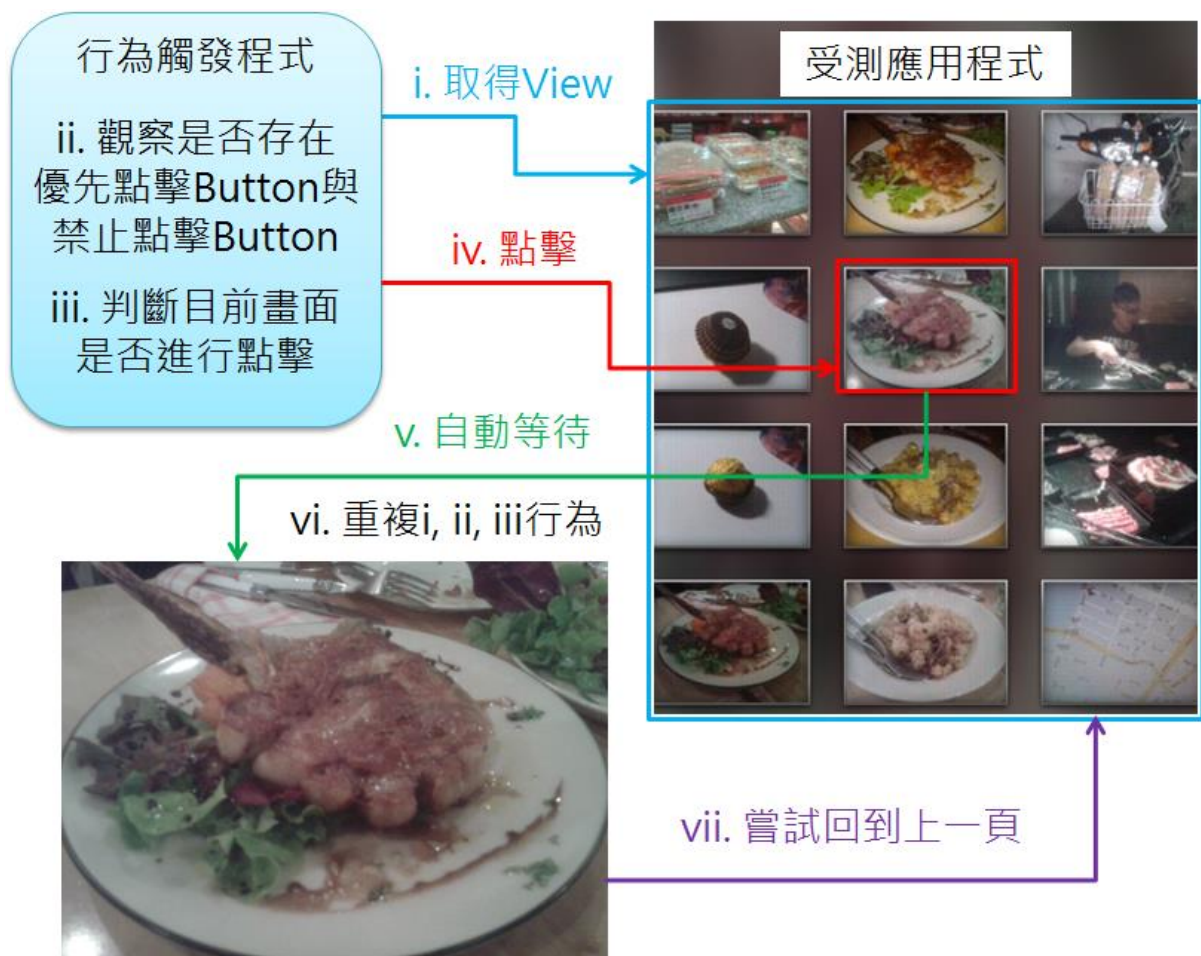 行為觸發程式
ii. 觀察是否存在
優先點擊Button與
禁止點擊Button
iii. 判斷目前畫面
是否進行點擊
i. 取得View
受測應用程式
iv. 點擊
v. 自動等待
vi. 重複i, ii, iii行為
vii. 嘗試回到上一頁